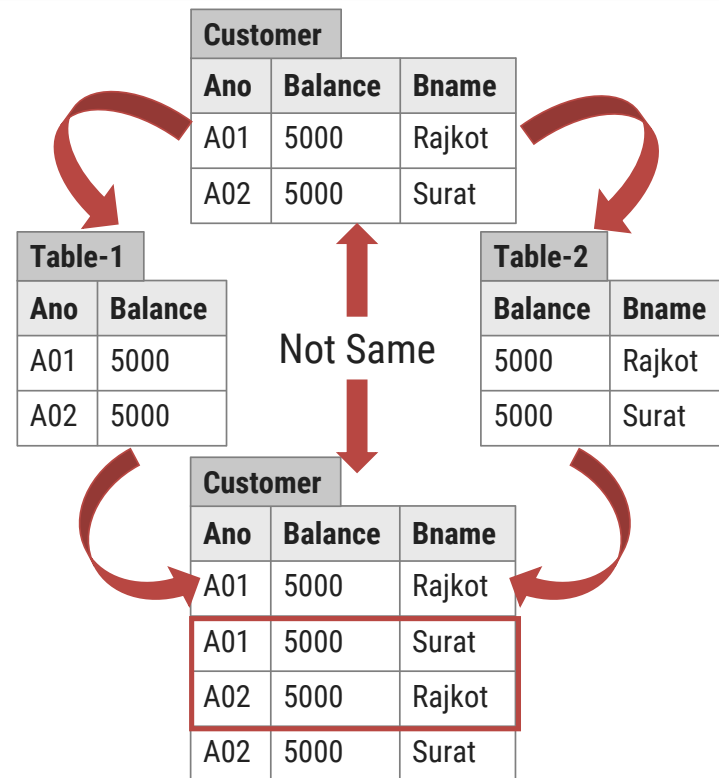 Customer
Ano Balance Bname
A01 5000 Rajkot
A02 5000 Surat
Table-1
Ano Balance
A01 5000
A02 5000
Table-2
Balance Bname
5000 Rajkot
5000 Surat
Not Same
Customer
Ano Balance Bname
A01 5000 Rajkot
A01 5000 Surat
A02 5000 Rajkot
A02 5000 Surat